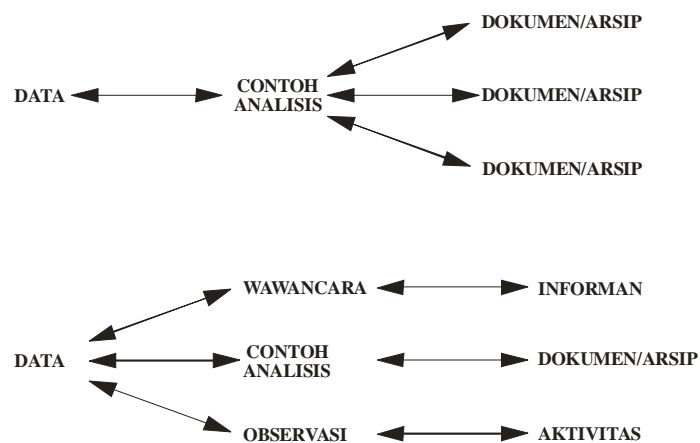 DOKUMEN/ARSIP
DATA
CONTOH
ANALISIS
DOKUMEN/ARSIP
DOKUMEN/ARSIP
WAWANCARA
INFORMAN
DATA
CONTOH
ANALISIS
DOKUMEN/ARSIP
OBSERVASI
AKTIVITAS